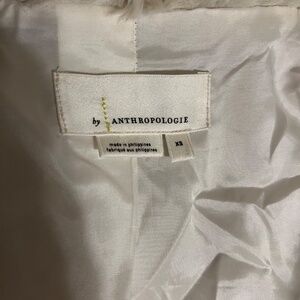 by ANTHROPOLOGIE
made in philippines
fabriqué aux philippines
XS